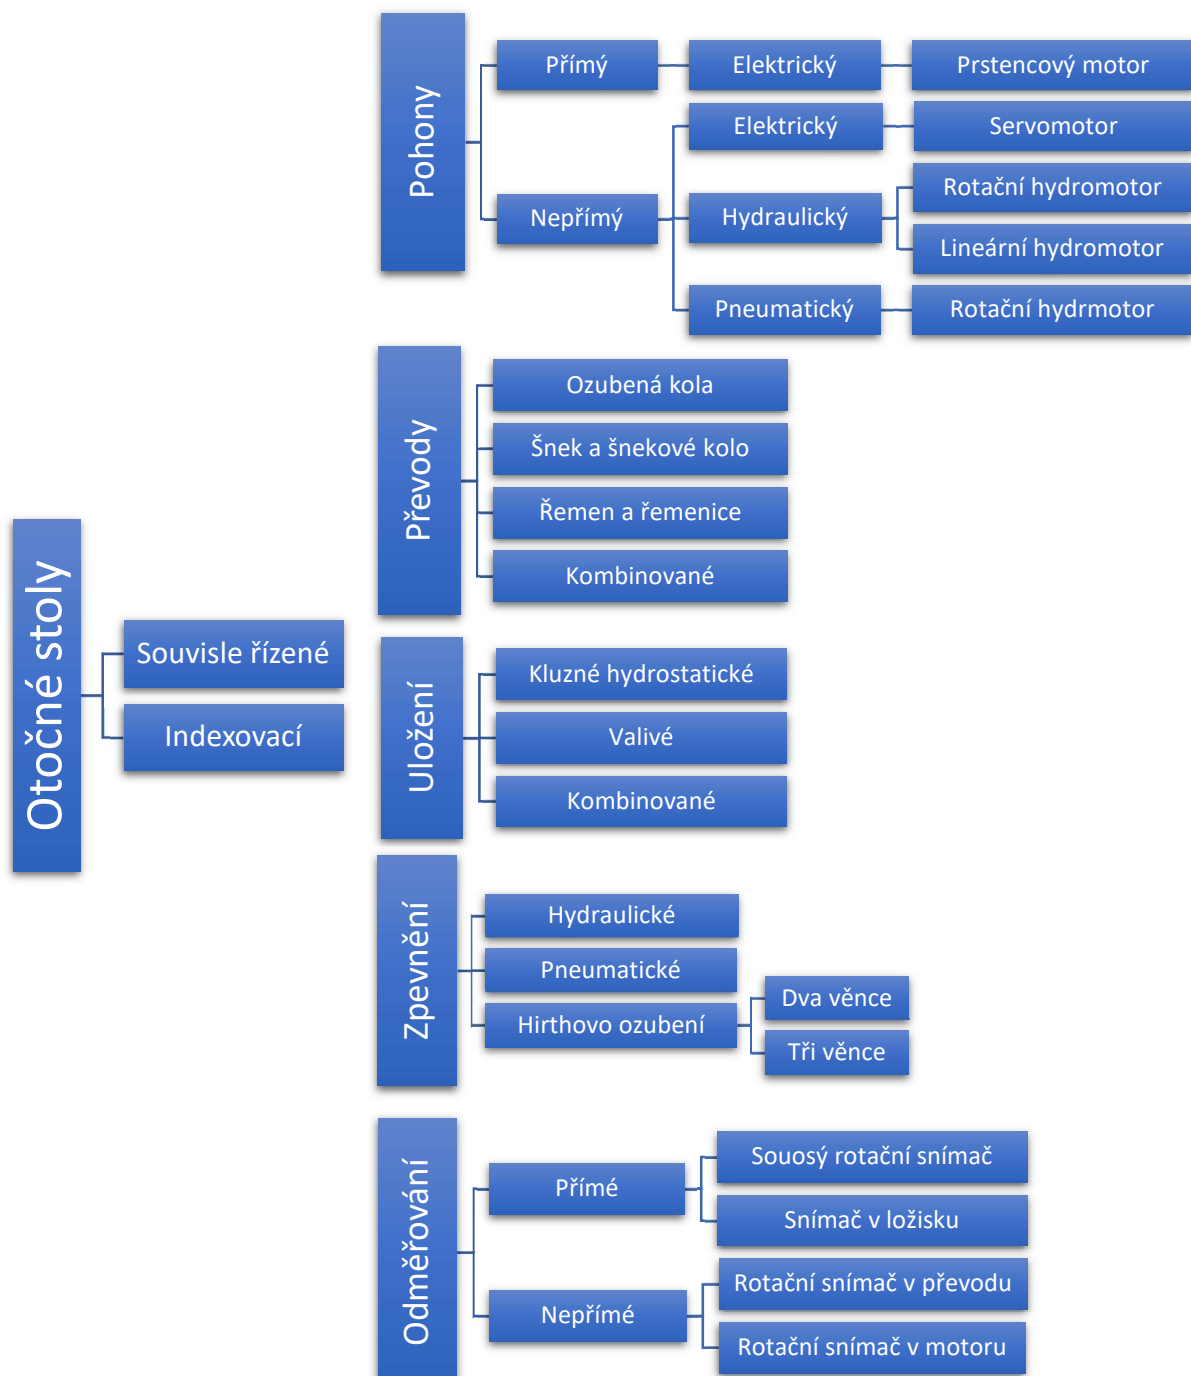 Otočné stoly
Souvisle řízené
Indexovací
Pohony
Přímý
Elektrický
Prstencový motor
Nepřímý
Elektrický
Servomotor
Hydraulický
Rotační hydromotor
Lineární hydromotor
Pneumatický
Rotační hydrmotor
Převody
Ozubená kola
Šnek a šnekové kolo
Řemen a řemenice
Kombinované
Uložení
Kluzné hydrostatické
Valivé
Kombinované
Zpevnění
Hydraulické
Pneumatické
Hirthovo ozubení
Dva věnce
Tři věnce
Odměřování
Přímé
Souosý rotační snímač
Snímač v ložisku
Nepřímé
Rotační snímač v převodu
Rotační snímač v motoru